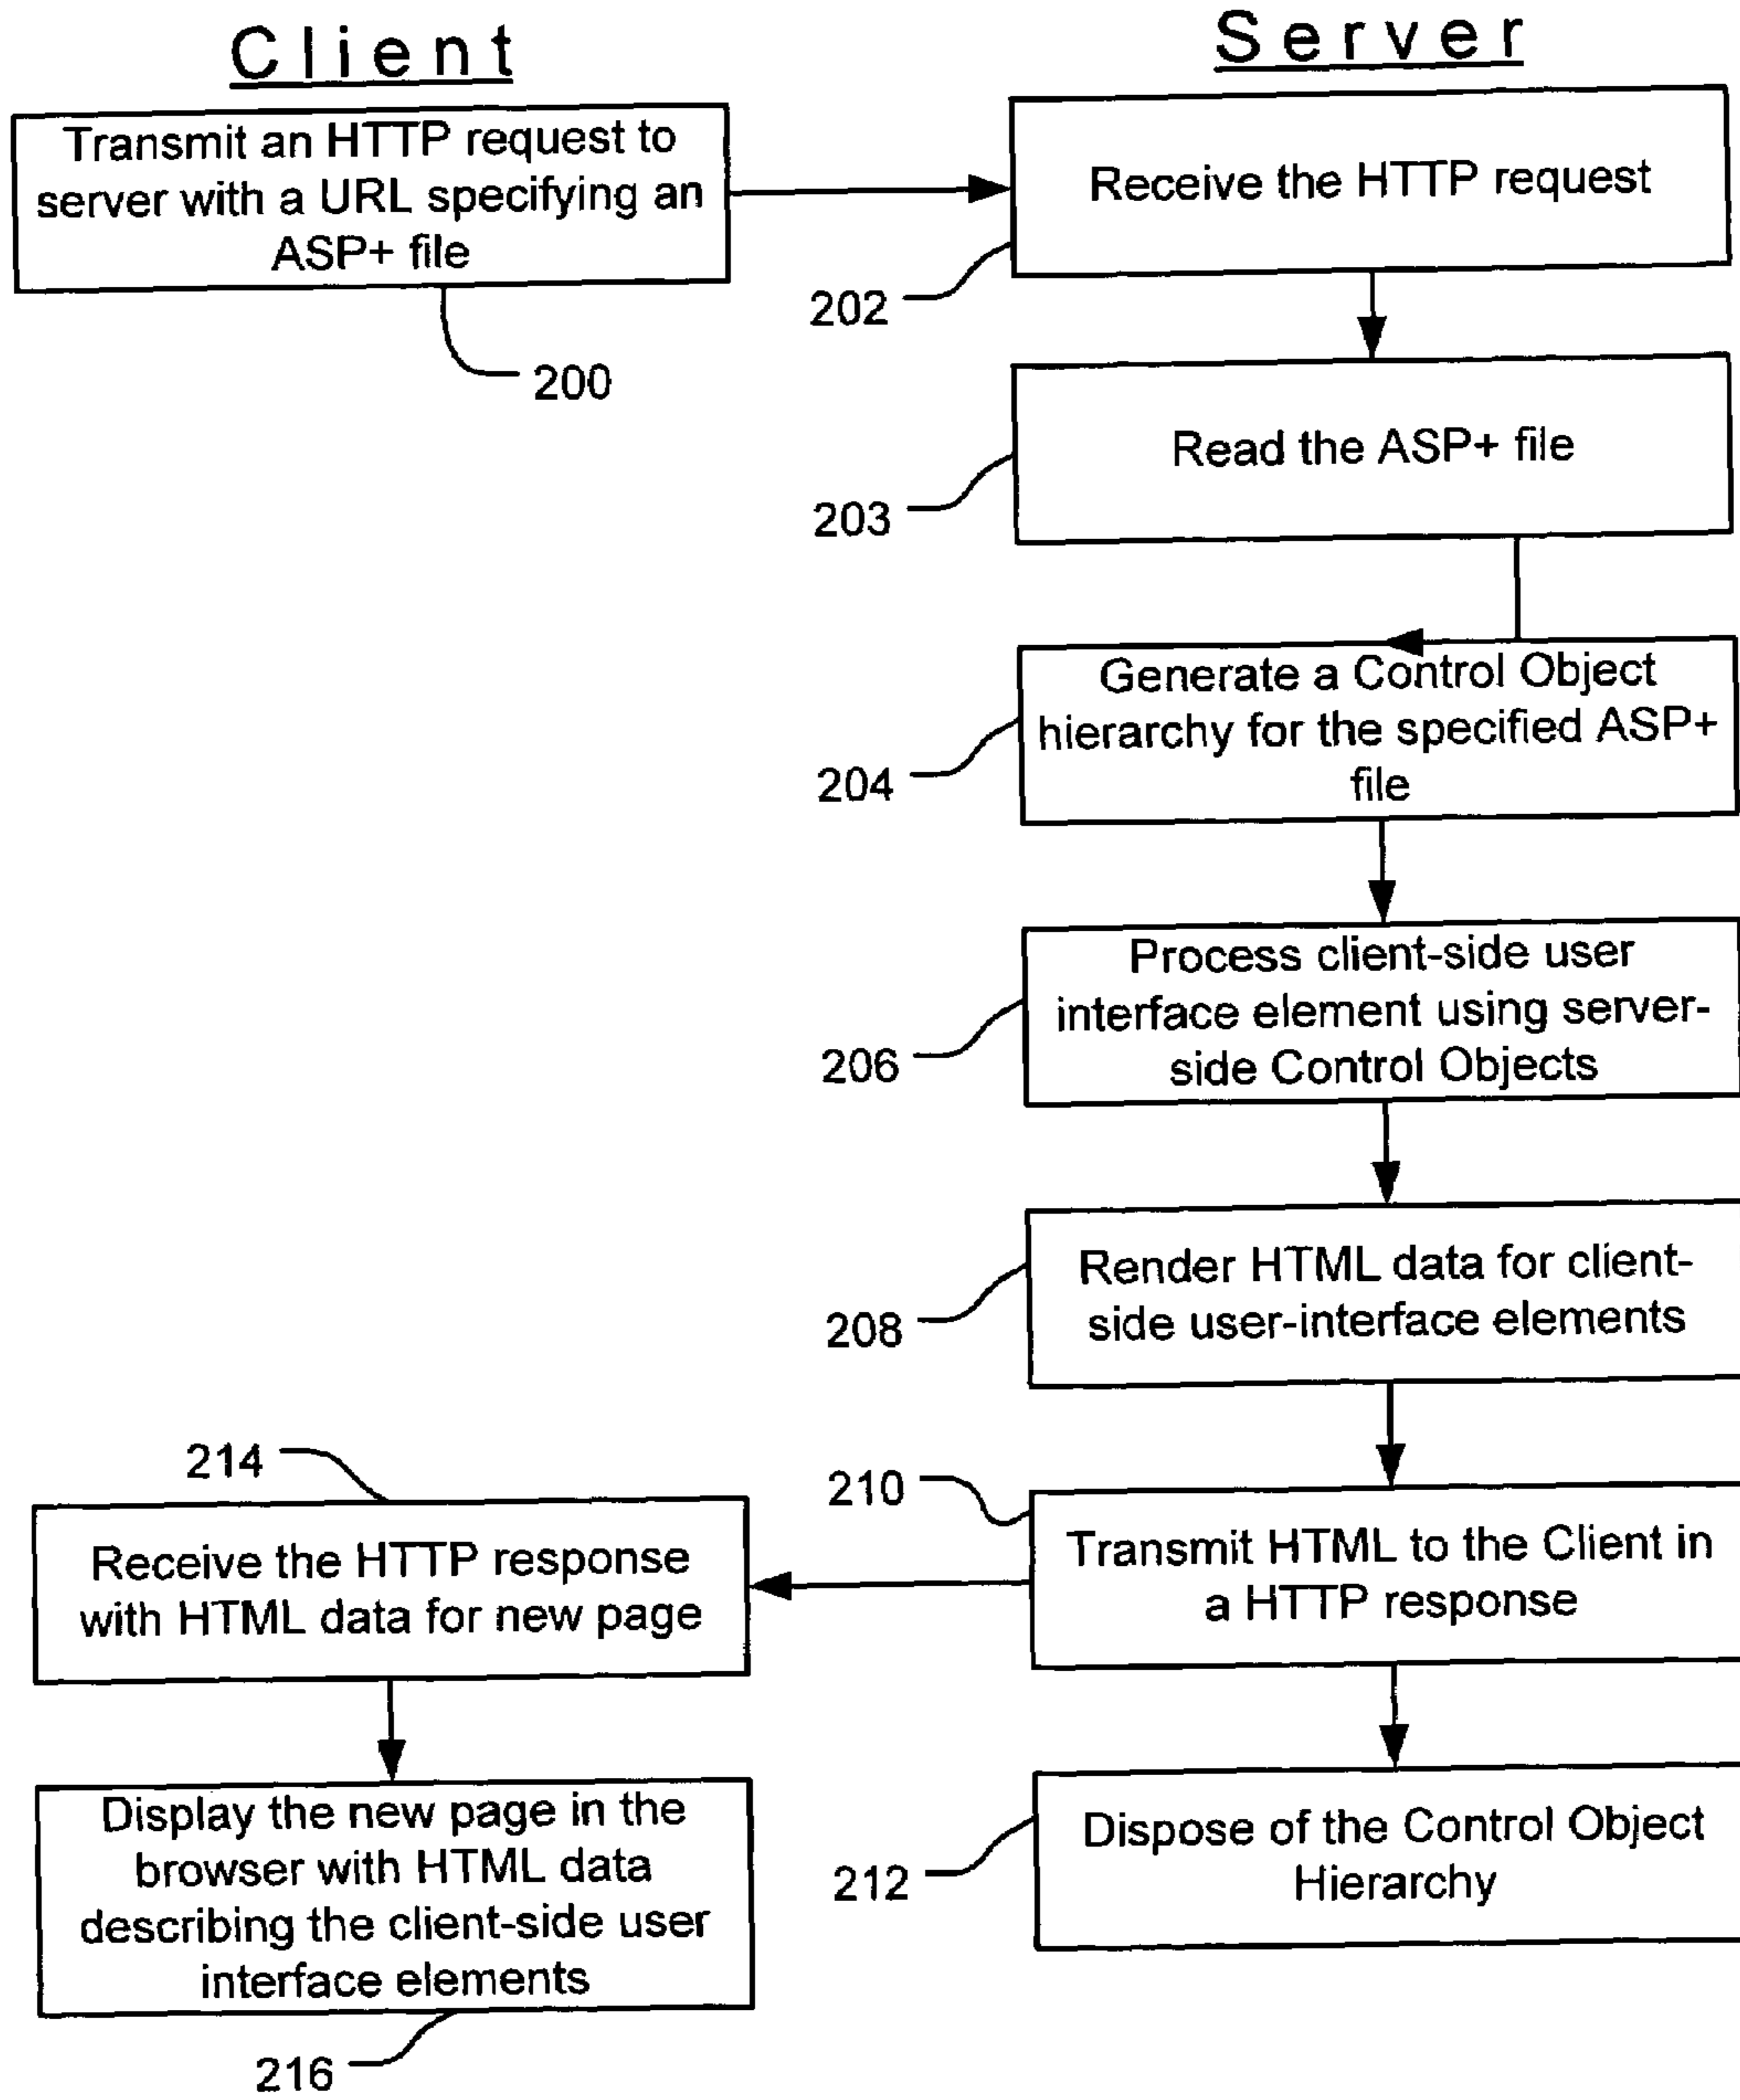 Client
Server
Transmit an HTTP request to
server with a URL specifying an
ASP+ file
200
Receive the HTTP request
202
Read the ASP+ file
203
Generate a Control Object
hierarchy for the specified ASP+
file
204
Process client-side user
interface element using server-
side Control Objects
206
Render HTML data for client-
side user-interface elements
208
210
Transmit HTML to the Client in
a HTTP response
214
Receive the HTTP response
with HTML data for new page
Dispose of the Control Object
Hierarchy
212
Display the new page in the
browser with HTML data
describing the client-side user
interface elements
216